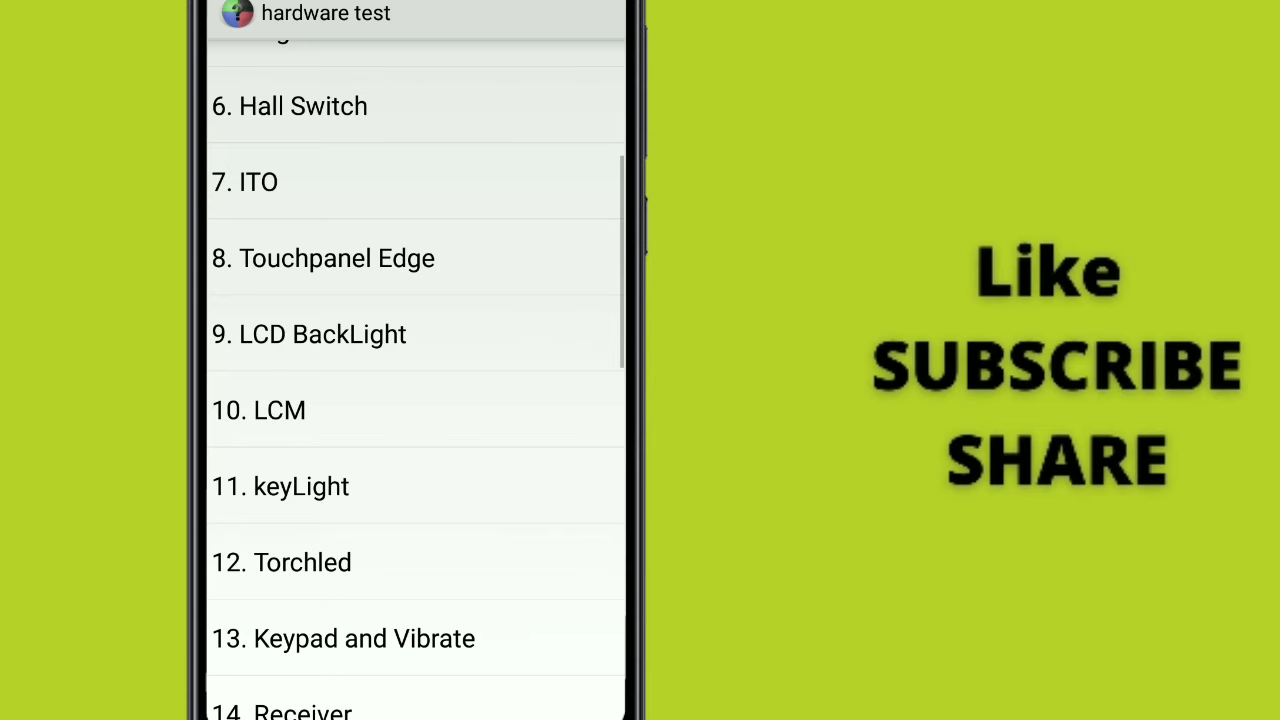 hardware test
6. Hall Switch
7. ITO
8. Touchpanel Edge
9. LCD BackLight
10. LCM
11. keyLight
12. Torchled
13. Keypad and Vibrate
14. Receiver
Like
SUBSCRIBE
SHARE